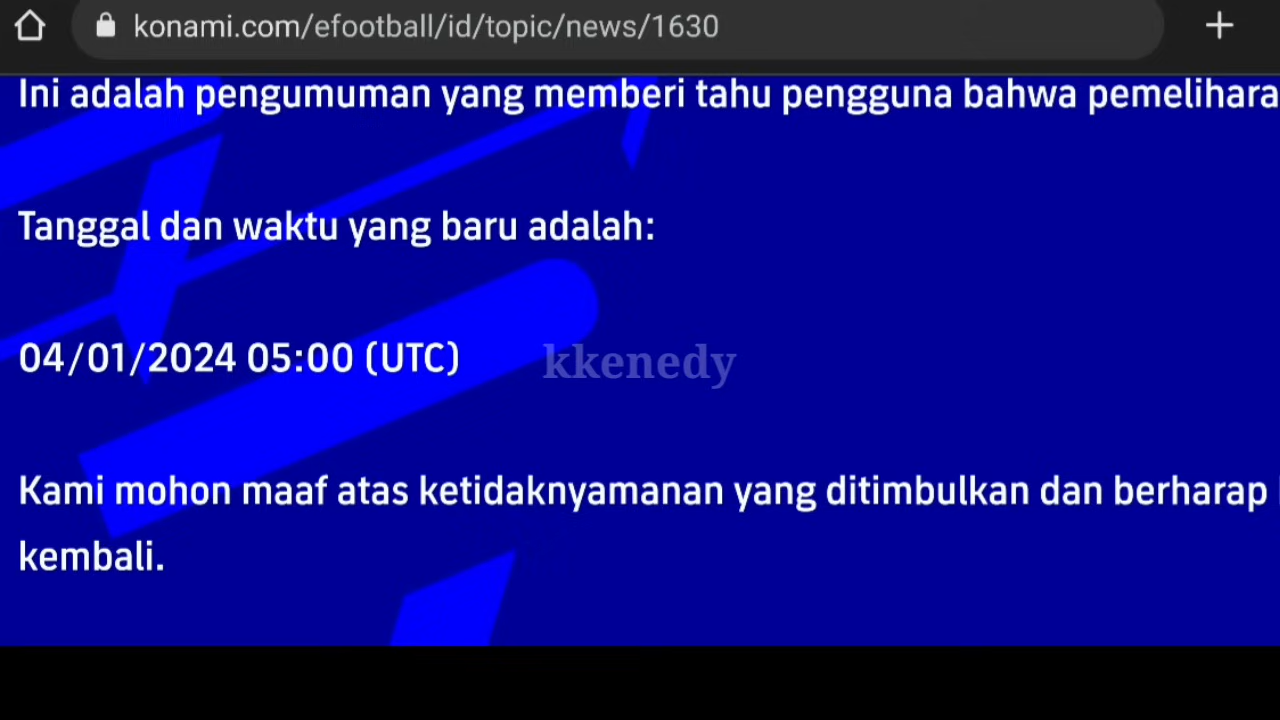 konami.com/efootball/id/topic/news/1630
Ini adalah pengumuman yang memberi tahu pengguna bahwa pemelihara
Tanggal dan waktu yang baru adalah:
04/01/2024 05:00 (UTC)
kkenedy
Kami mohon maaf atas ketidaknyamanan yang ditimbulkan dan berharap
kembali.